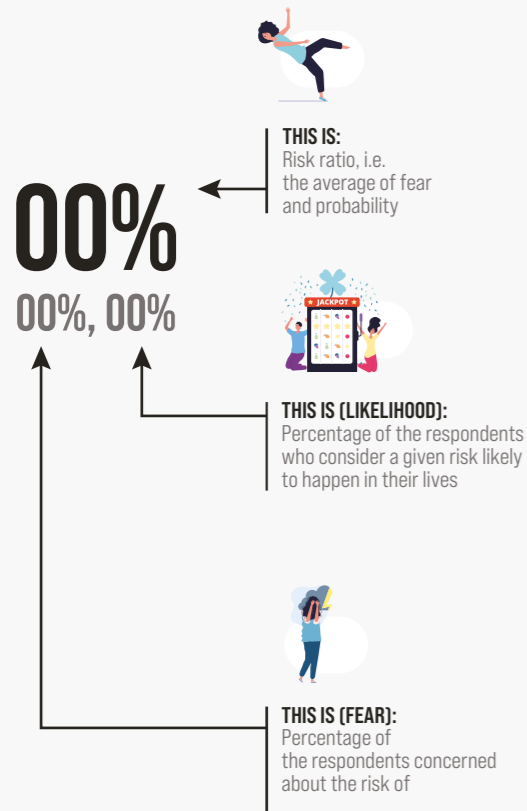 THIS IS:
Risk ratio, i.e.
the average of fear
and probability
00%
00%, 00%
JACKPOT
THIS IS (LIKELIHOOD):
Percentage of the respondents
who consider a given risk likely
to happen in their lives
THIS IS (FEAR):
Percentage of
the respondents concerned
about the risk of